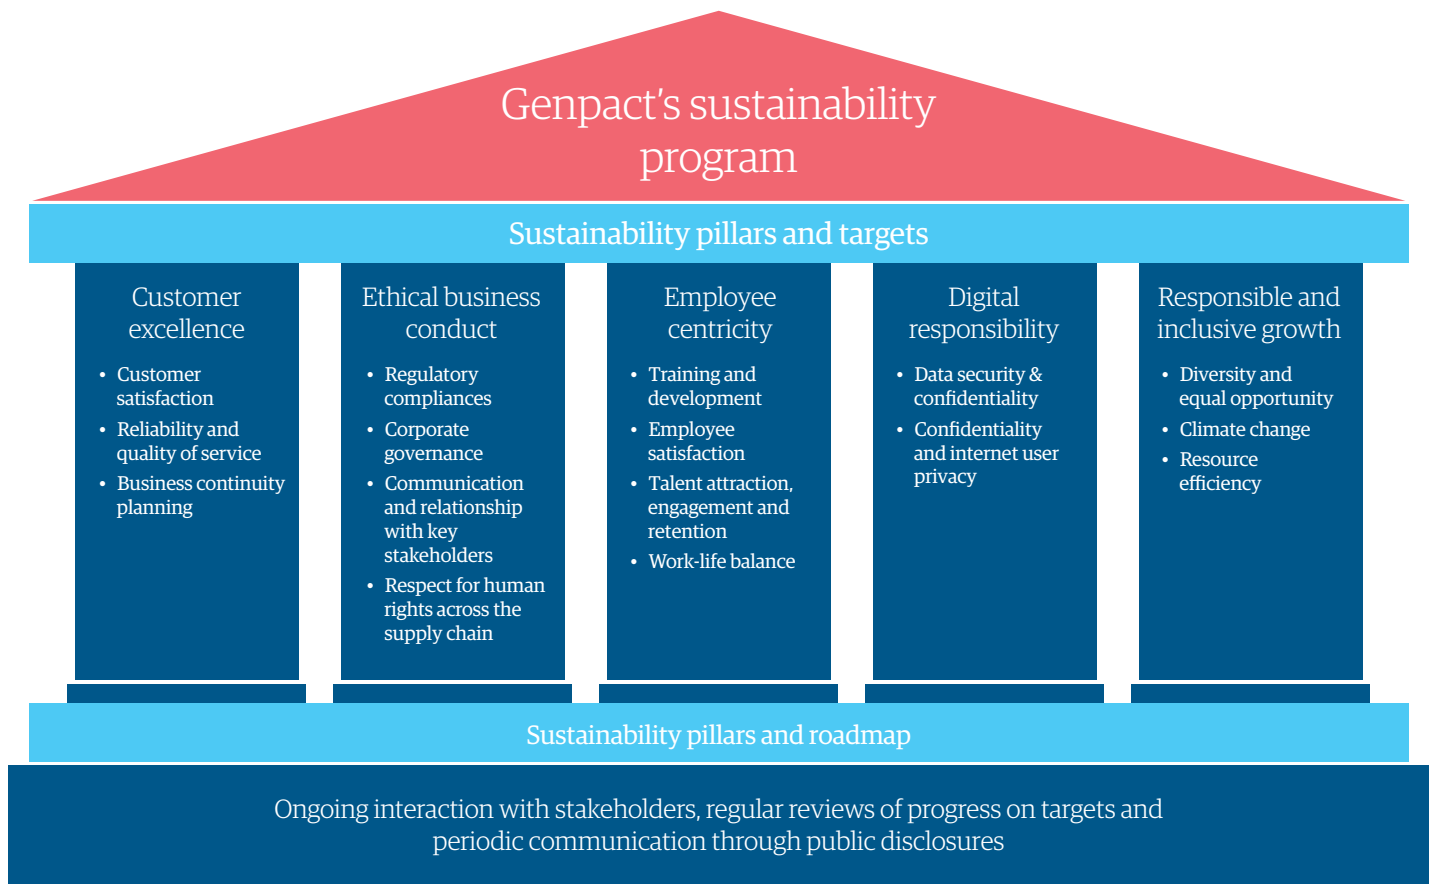 Genpact's sustainability
program
Sustainability pillars and targets
Customer
excellence
• Customer
satisfaction
• Reliability and
quality of service
• Business continuity
planning
Ethical business
conduct
• Regulatory
compliances
• Corporate
governance
• Communication
and relationship
with key
stakeholders
• Respect for human
rights across the
supply chain
Employee
centricity
• Training and
development
• Employee
satisfaction
• Talent attraction,
engagement and
retention
• Work-life balance
Digital
responsibility
• Data security &
confidentiality
• Confidentiality
and internet user
privacy
Responsible and
inclusive growth
• Diversity and
equal opportunity
• Climate change
• Resource
efficiency
Sustainability pillars and roadmap
Ongoing interaction with stakeholders, regular reviews of progress on targets and
periodic communication through public disclosures